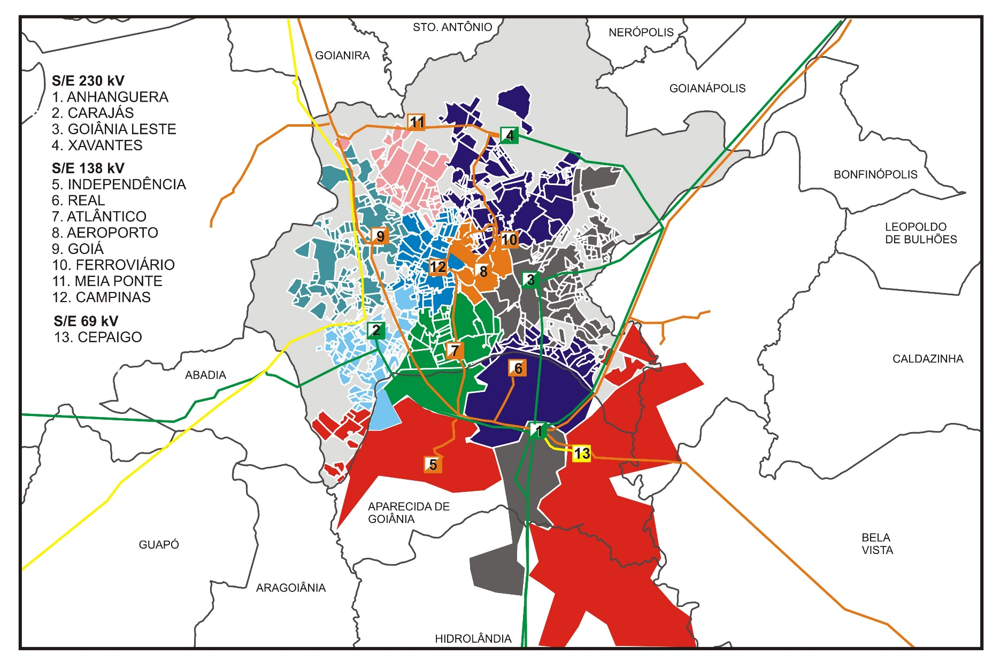 S/E 230 kV
1. ANHANGUERA
2. CARAJÁS
3. GOIÂNIA LESTE
4. XAVANTES
S/E 138 kV
5. INDEPENDÊNCIA
6. REAL
7. ATLÂNTICO
8. AEROPORTO
9. GOIÁ
10. FERROVIÁRIO
11. MEIA PONTE
12. CAMPINAS
S/E 69 kV
13. CEPAIGO
STO. ANTÔNIO
NERÓPOLIS
GOIANIRA
GOIANÁPOLIS
BONFINÓPOLIS
LEOPOLDO
DE BULHÕES
CALDAZINHA
ABADIA
APARECIDA DE
GOIÂNIA
GUAPÓ
BELA
VISTA
ARAGOIÂNIA
HIDROLÂNDIA
11
4
9
10
12
8
3
2
7
6
1
13
5